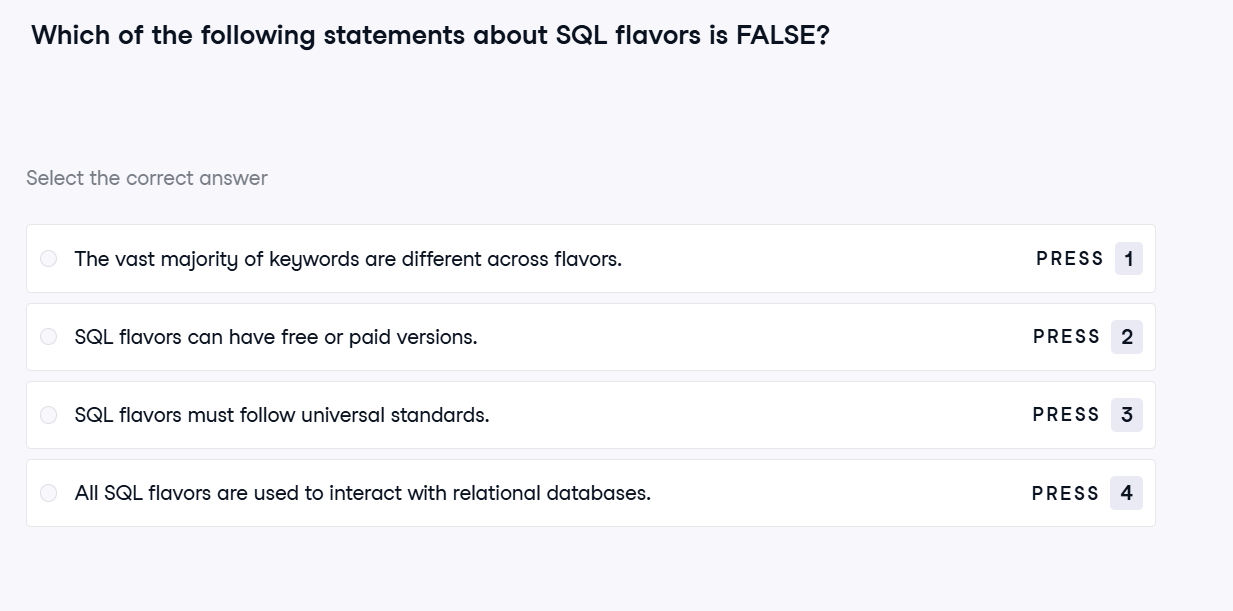 Which of the following statements about SQL flavors is FALSE?
Select the correct answer
The vast majority of keywords are different across flavors. PRESS 1
SQL flavors can have free or paid versions. PRESS 2
SQL flavors must follow universal standards. PRESS 3
All SQL flavors are used to interact with relational databases. PRESS 4